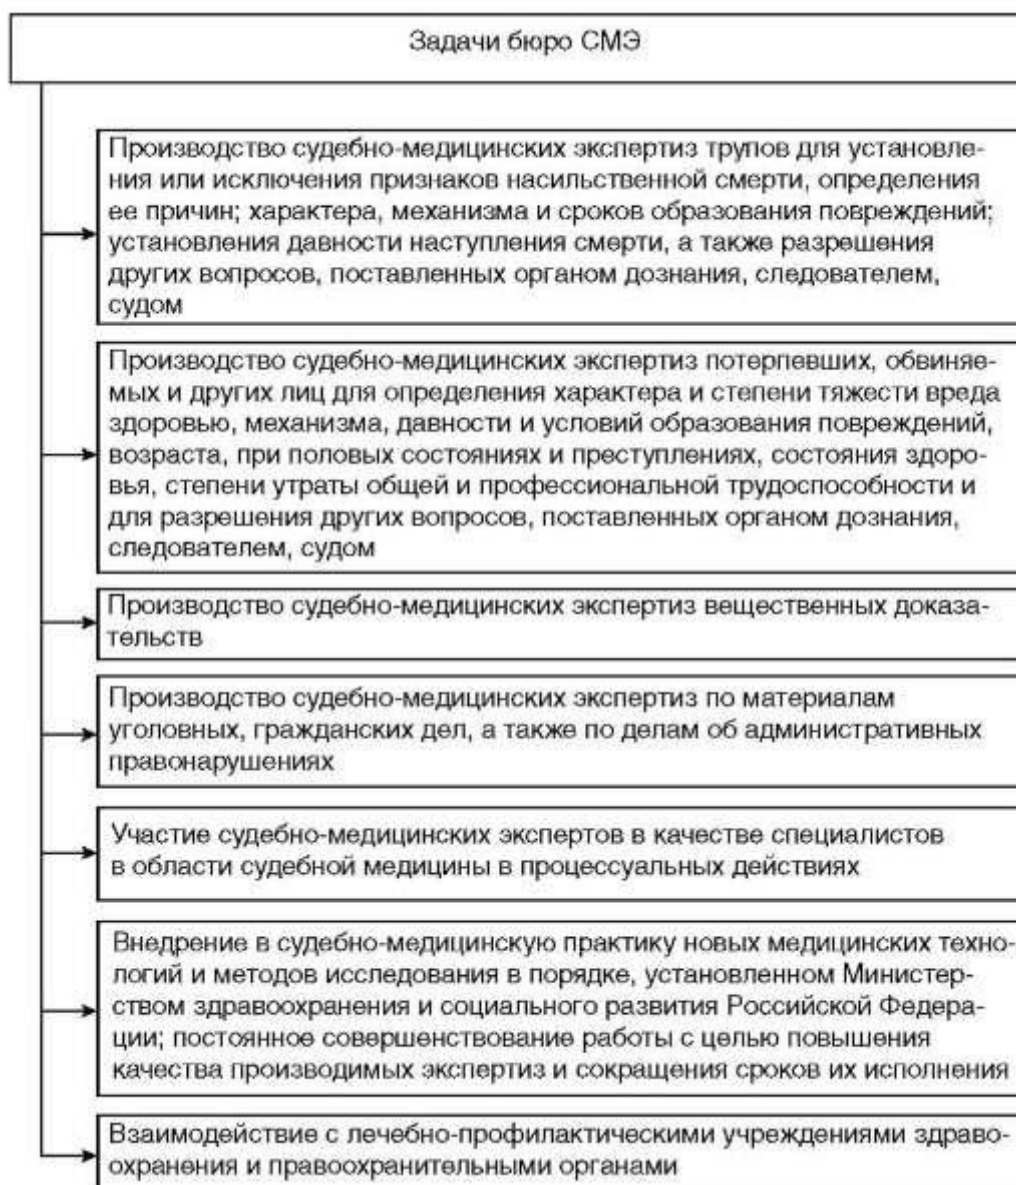 Задачи бюро СМЭ
Производство судебно-медицинских экспертиз трупов для установле-
ния или исключения признаков насильственной смерти, определения
ее причин; характера, механизма и сроков образования повреждений;
установления давности наступления смерти, а также разрешения
других вопросов, поставленных органом дознания, следователем,
судом
Производство судебно-медицинских экспертиз потерпевших, обвиняе-
мых и других лиц для определения характера и степени тяжести вреда
здоровью, механизма, давности и условий образования повреждений,
возраста, при половых состояниях и преступлениях, состояния здоро-
вья, степени утраты общей и профессиональной трудоспособности и
для разрешения других вопросов, поставленных органом дознания,
следователем, судом
Производство судебно-медицинских экспертиз вещественных доказа-
тельств
Производство судебно-медицинских экспертиз по материалам
уголовных, гражданских дел, а также по делам об административных
правонарушениях
Участие судебно-медицинских экспертов в качестве специалистов
в области судебной медицины в процессуальных действиях
Внедрение в судебно-медицинскую практику новых медицинских техно-
логий и методов исследования в порядке, установленном Министер-
ством здравоохранения и социального развития Российской Федера-
ции; постоянное совершенствование работы с целью повышения
качества производимых экспертиз и сокращения сроков их исполнения
Взаимодействие с лечебно-профилактическими учреждениями здраво-
охранения и правоохранительными органами